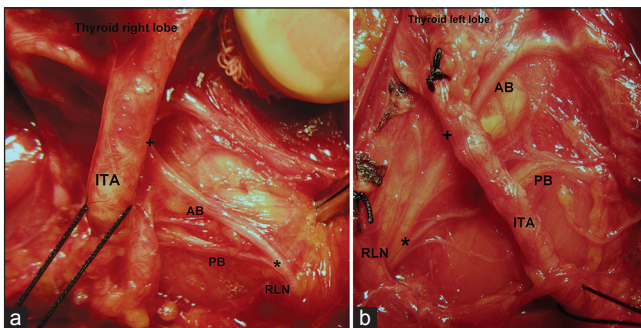 Thyroid right lobe
+
ITA
AB
PB
*
RLN
a
Thyroid left lobe
AB
+
PB
ITA
*
RLN
b